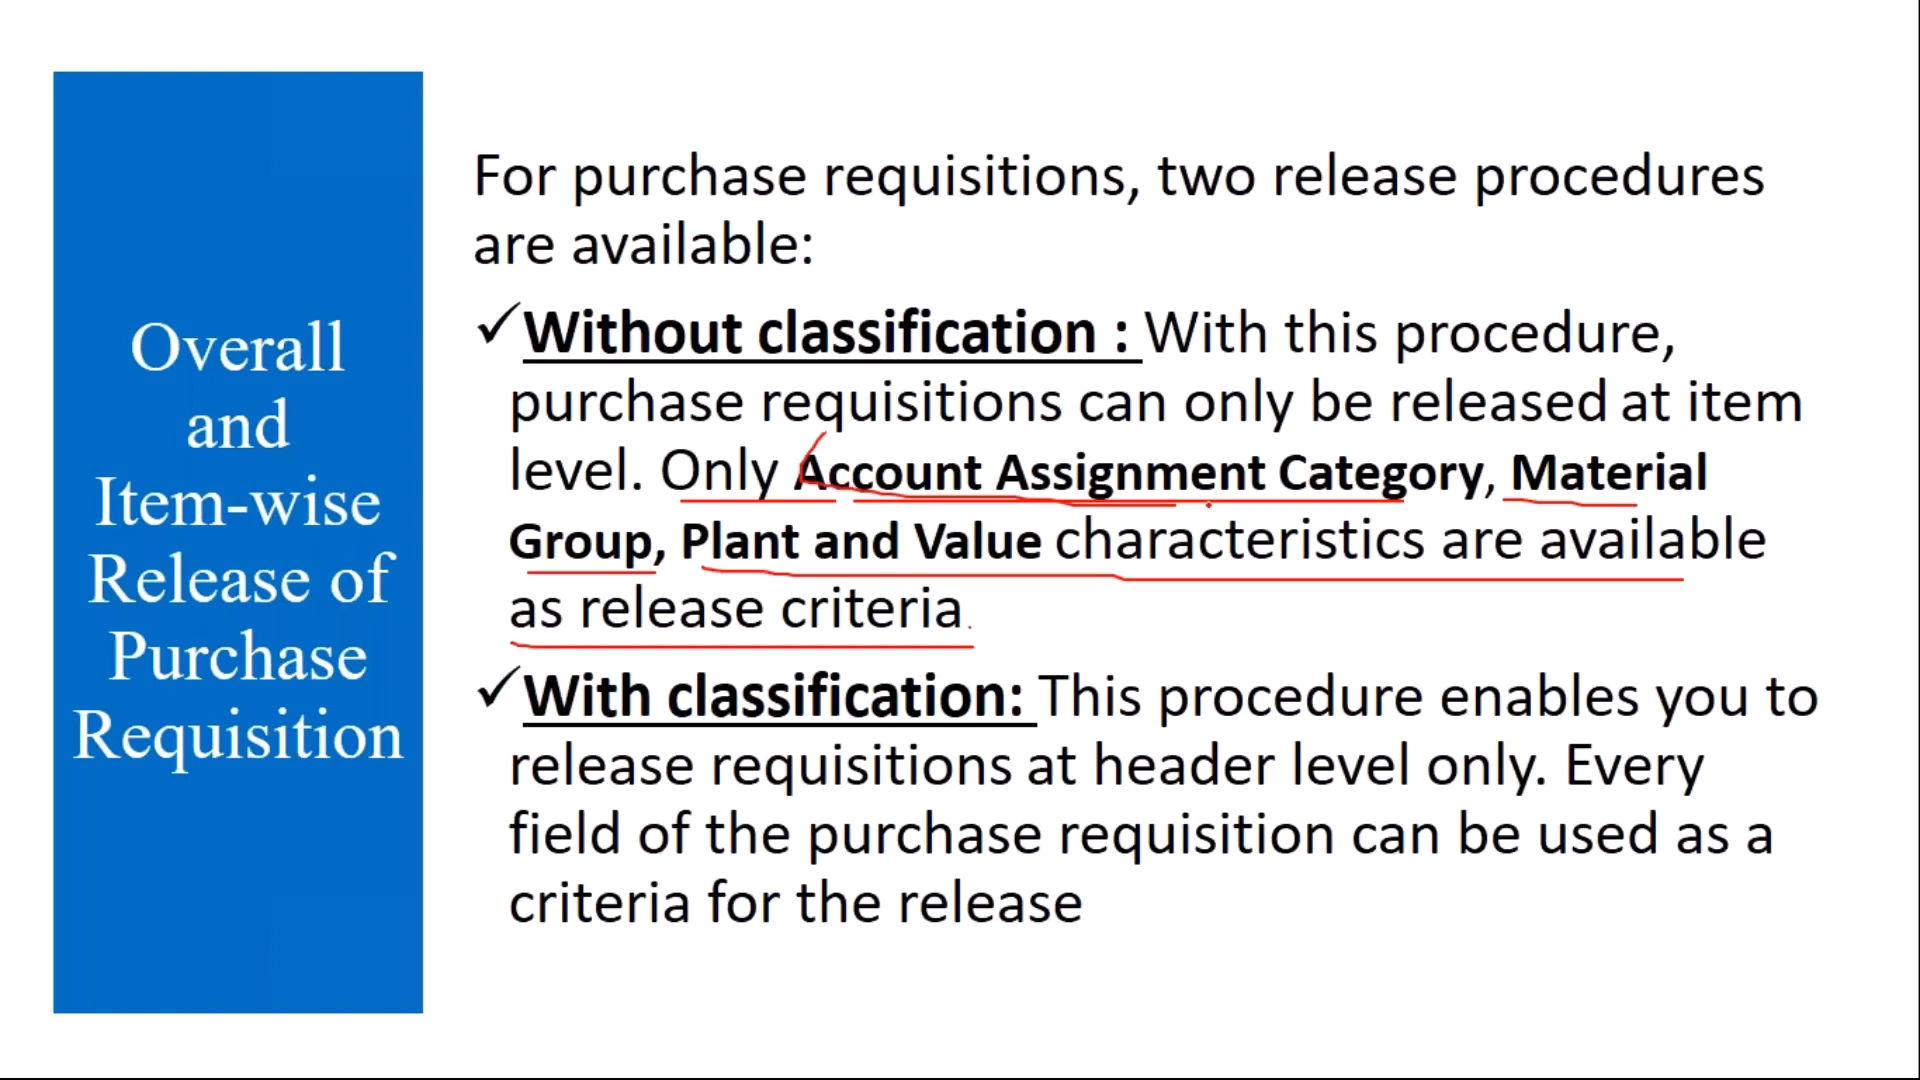 Overall
and
Item-wise
Release of
Purchase
Requisition
For purchase requisitions, two release procedures
are available:
✓Without classification : With this procedure,
purchase requisitions can only be released at item
level. Only Account Assignment Category, Material
Group, Plant and Value characteristics are available
as release criteria.
✓With classification: This procedure enables you to
release requisitions at header level only. Every
field of the purchase requisition can be used as a
criteria for the release